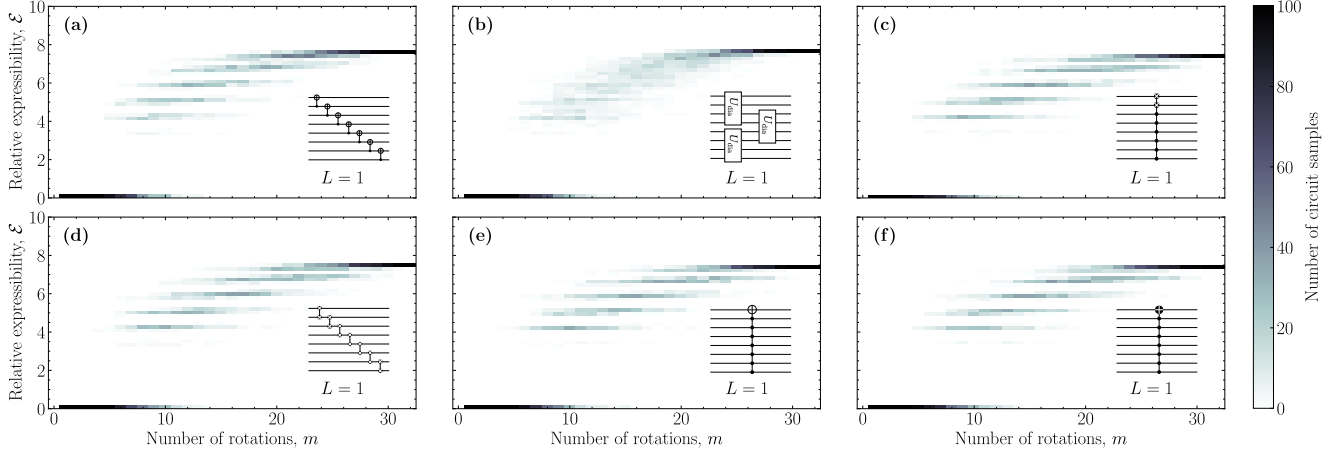 (a)
(b)
(c)
Relative expressibility, ℰ
10
8
6
4
2
0
U_dia
U_dia
U_dia
L = 1
L = 1
L = 1
(d)
(e)
(f)
Relative expressibility, ℰ
10
8
6
4
2
0
L = 1
L = 1
L = 1
0 10 20 30
0 10 20 30
0 10 20 30
Number of rotations, m
Number of rotations, m
Number of rotations, m
100
80
60
40
20
0
Number of circuit samples